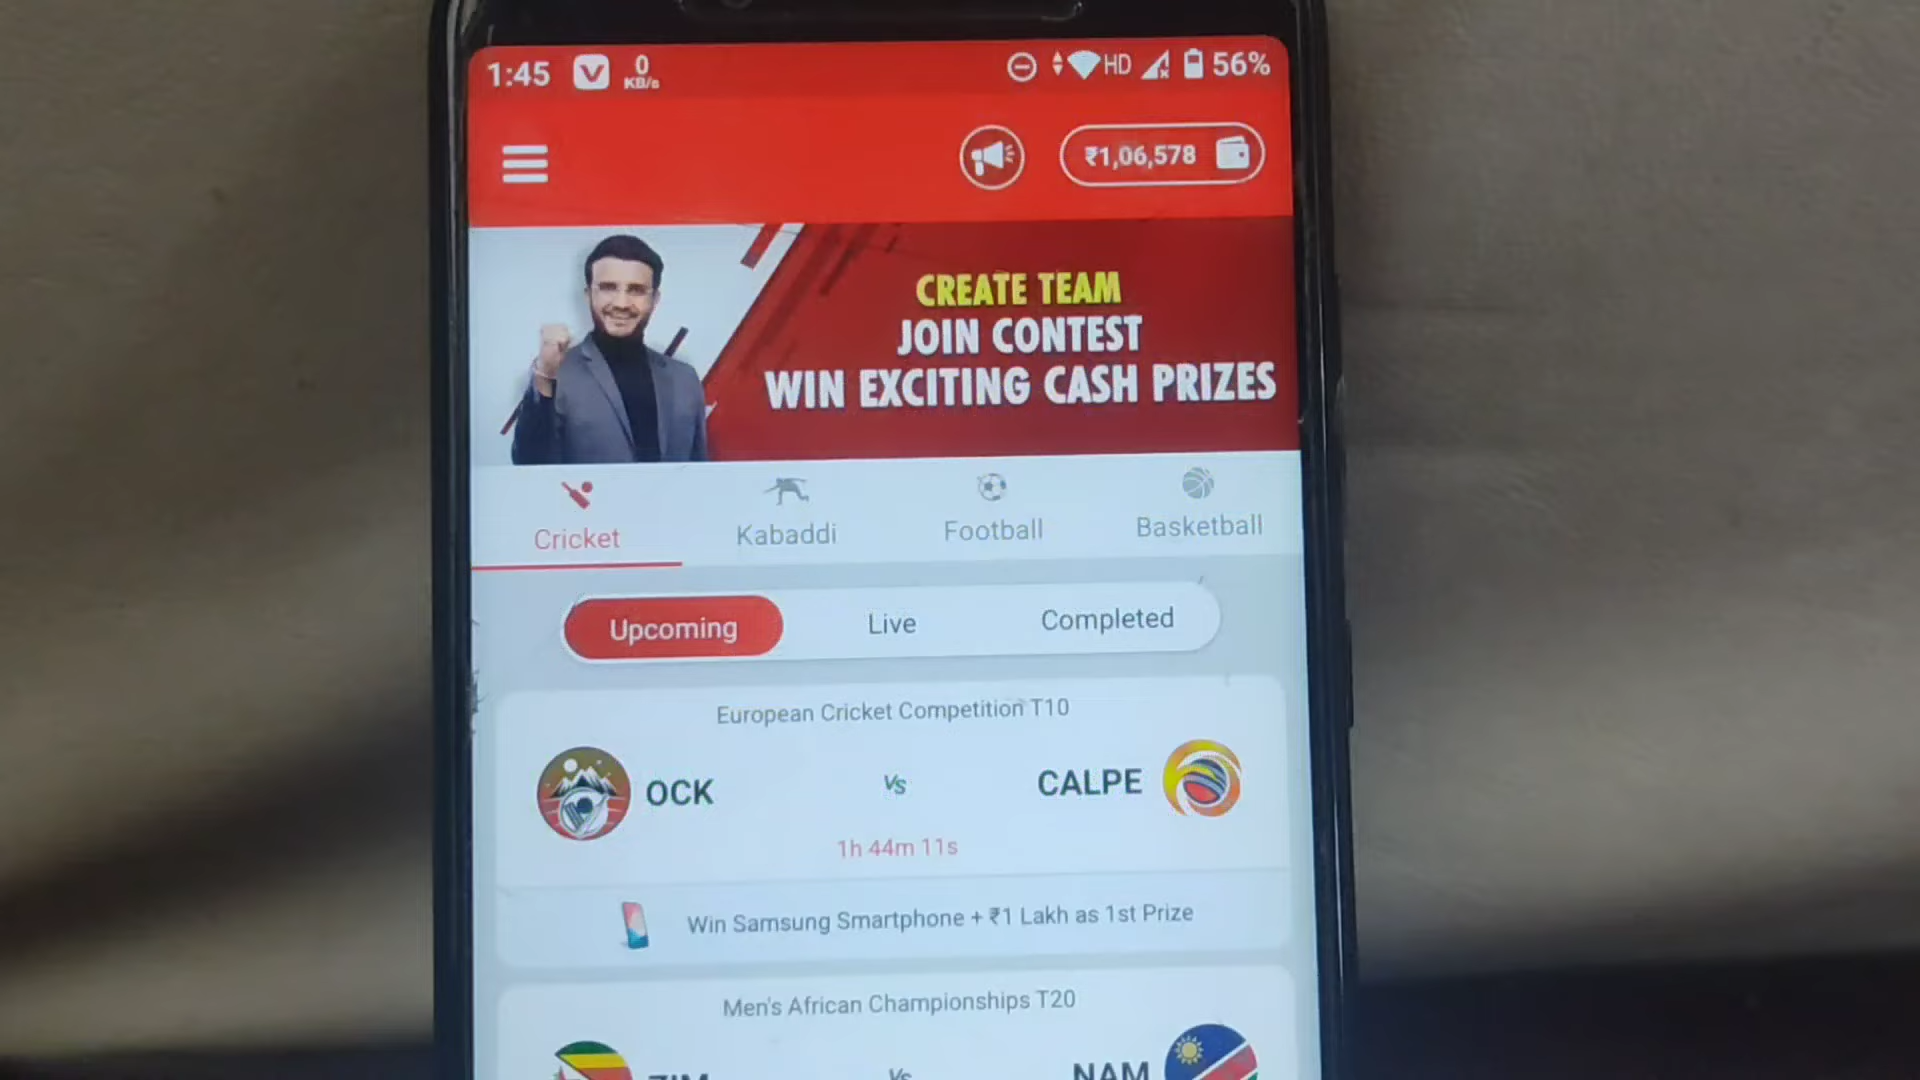 1:45
0
KB/s
HD
56%
₹1,06,578
CREATE TEAM
JOIN CONTEST
WIN EXCITING CASH PRIZES
Cricket
Kabaddi
Football
Basketball
Upcoming
Live
Completed
European Cricket Competition T10
OCK
Vs
CALPE
1h 44m 11s
Win Samsung Smartphone + ₹1 Lakh as 1st Prize
Men's African Championships T20
ZIM
Vs
NAM